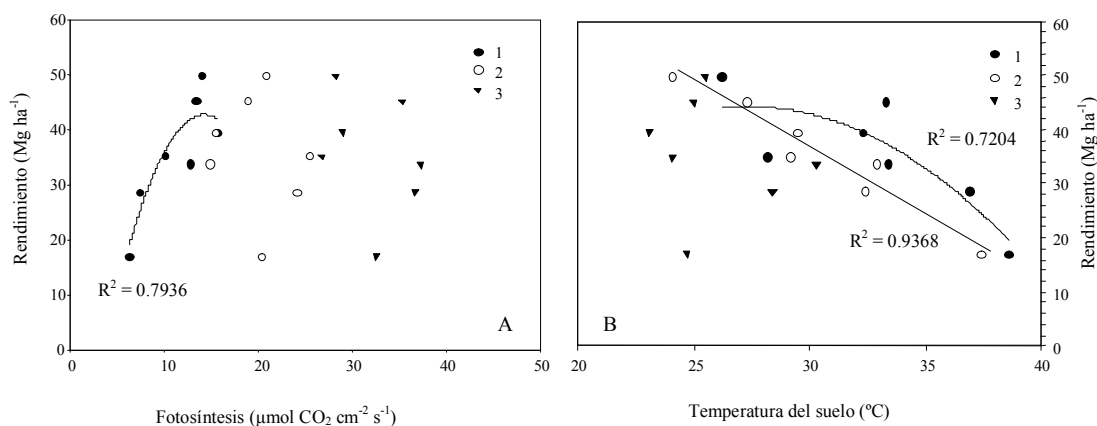 60
50
40
30
20
10
0
Rendimiento (Mg ha⁻¹)
1
2
3
R² = 0.7936
A
0 10 20 30 40 50
Fotosíntesis (µmol CO₂ cm⁻² s⁻¹)
1
2
3
R² = 0.7204
R² = 0.9368
B
20 25 30 35 40
Temperatura del suelo (ºC)
60
50
40
30
20
10
0
Rendimiento (Mg ha⁻¹)